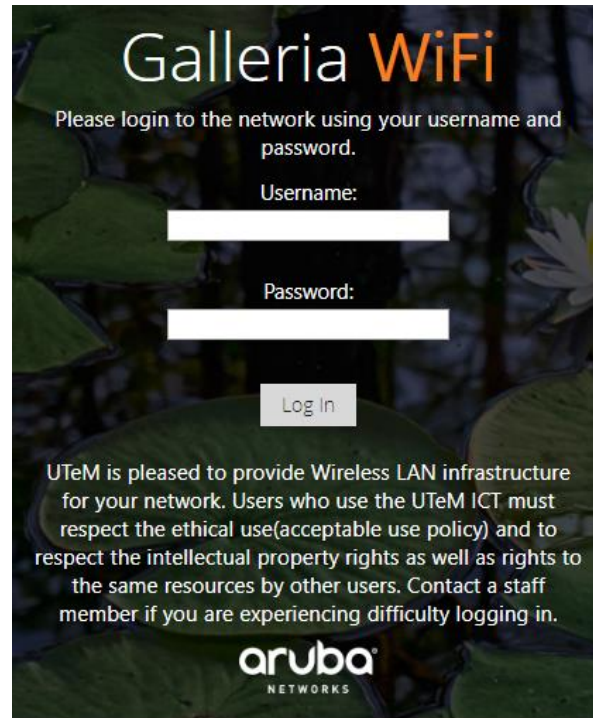 Galleria WiFi
Please login to the network using your username and
password.
Username:
Password:
Log In
UTeM is pleased to provide Wireless LAN infrastructure
for your network. Users who use the UTeM ICT must
respect the ethical use(acceptable use policy) and to
respect the intellectual property rights as well as rights to
the same resources by other users. Contact a staff
member if you are experiencing difficulty logging in.
aruba
NETWORKS